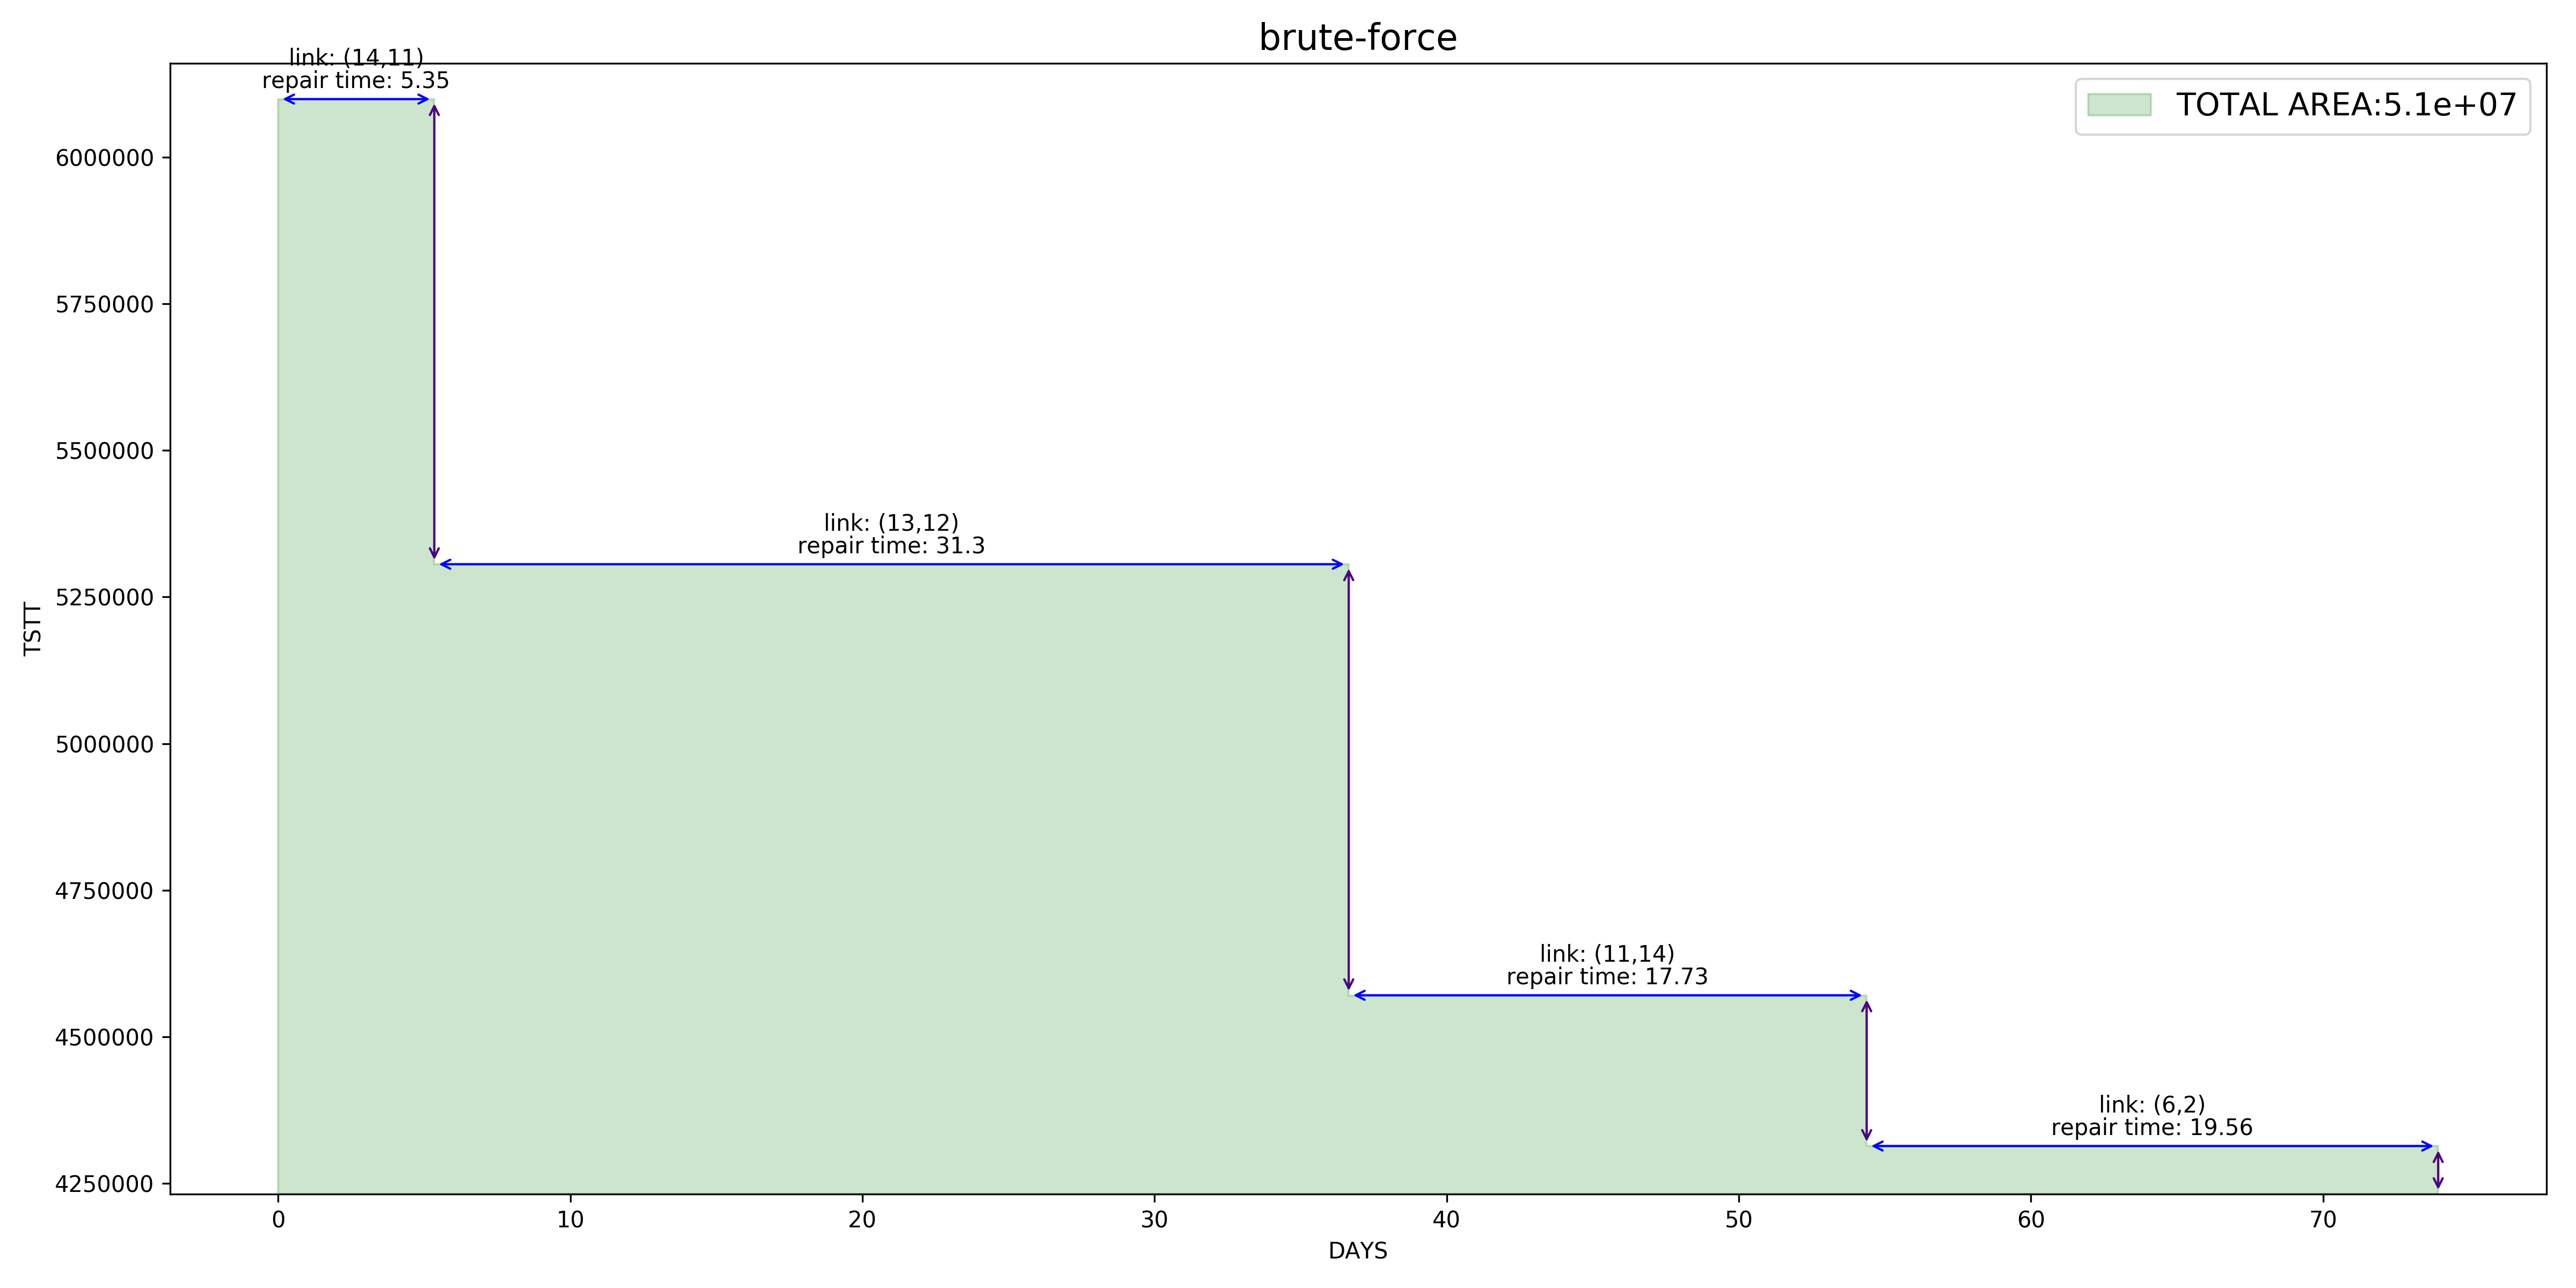 brute-force
link: (14,11)
repair time: 5.35
TOTAL AREA:5.1e+07
6000000
5750000
5500000
link: (13,12)
repair time: 31.3
5250000
TSTT
5000000
4750000
link: (11,14)
repair time: 17.73
4500000
link: (6,2)
repair time: 19.56
4250000
0 10 20 30 40 50 60 70
DAYS